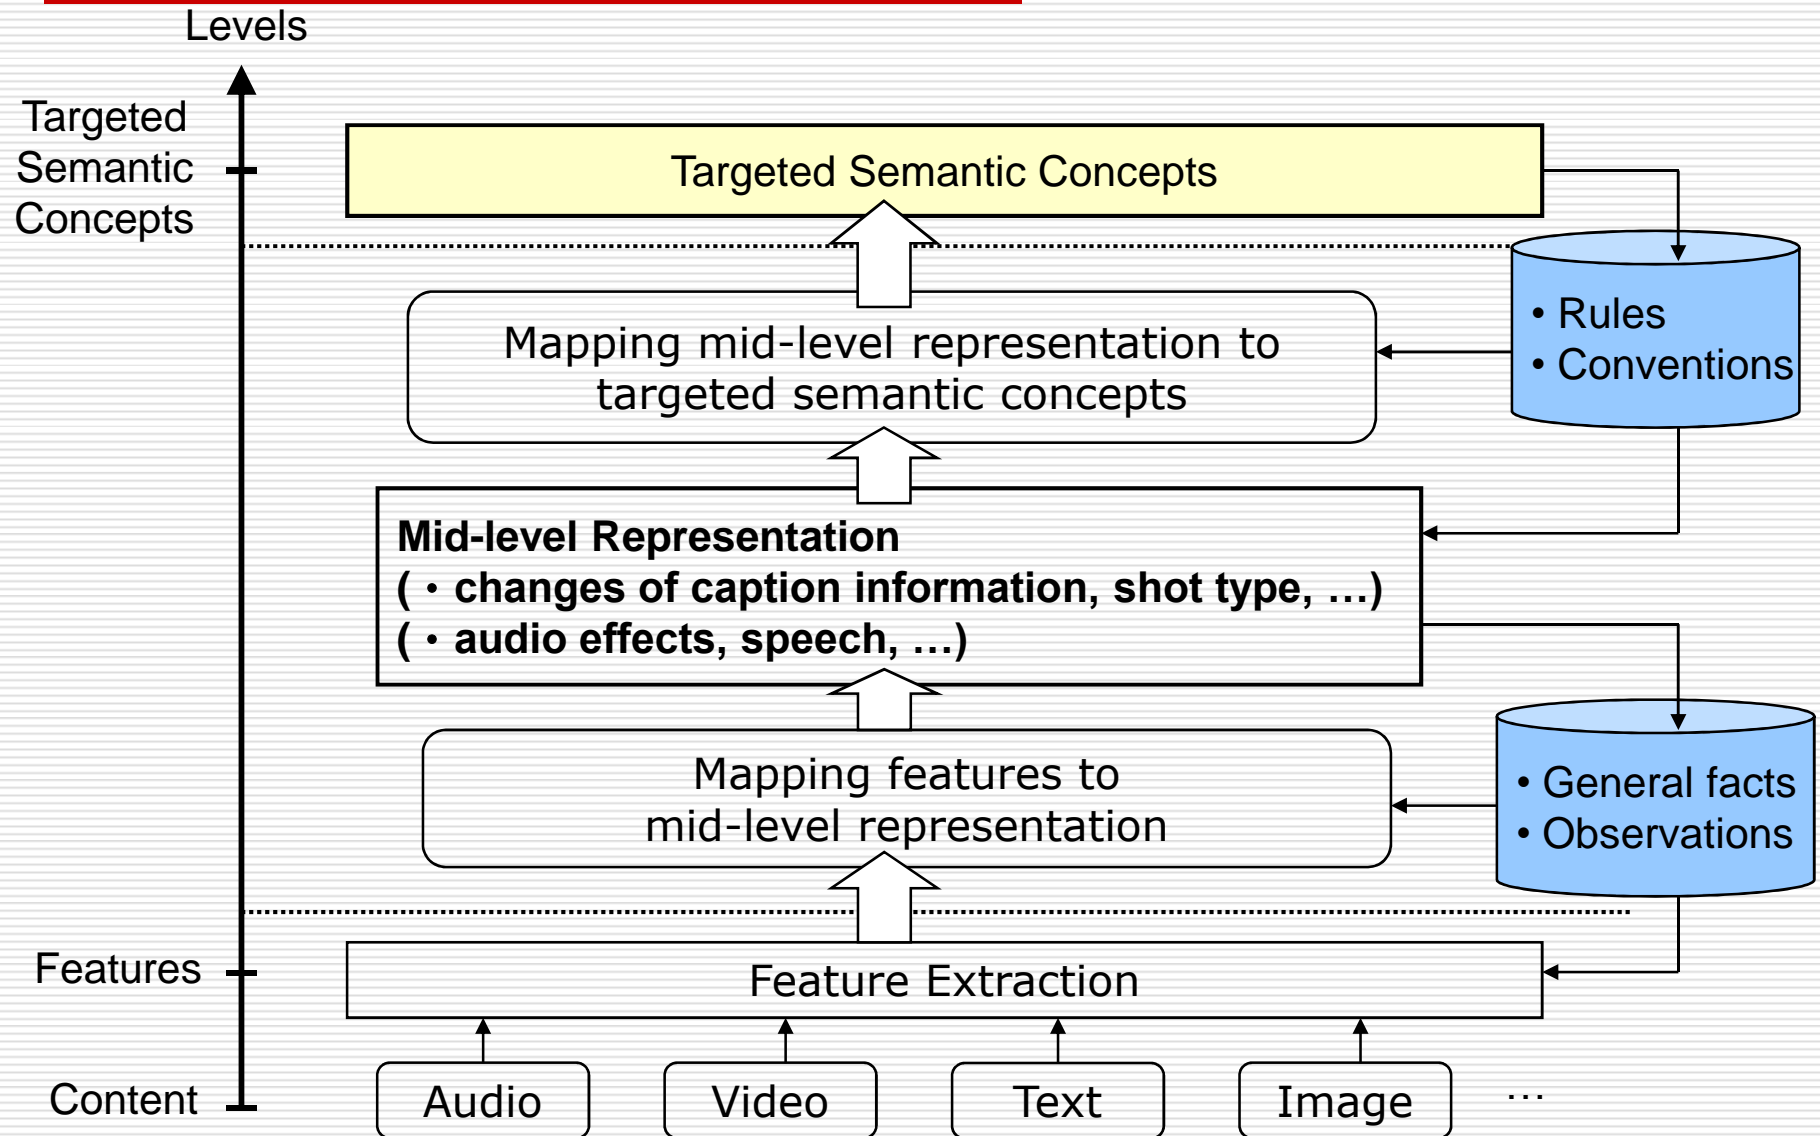 Levels
Targeted
Semantic
Concepts
Targeted Semantic Concepts
• Rules
• Conventions
Mapping mid-level representation to
targeted semantic concepts
Mid-level Representation
( • changes of caption information, shot type, …)
( • audio effects, speech, …)
• General facts
• Observations
Mapping features to
mid-level representation
Features
Feature Extraction
Content
Audio
Video
Text
Image
…